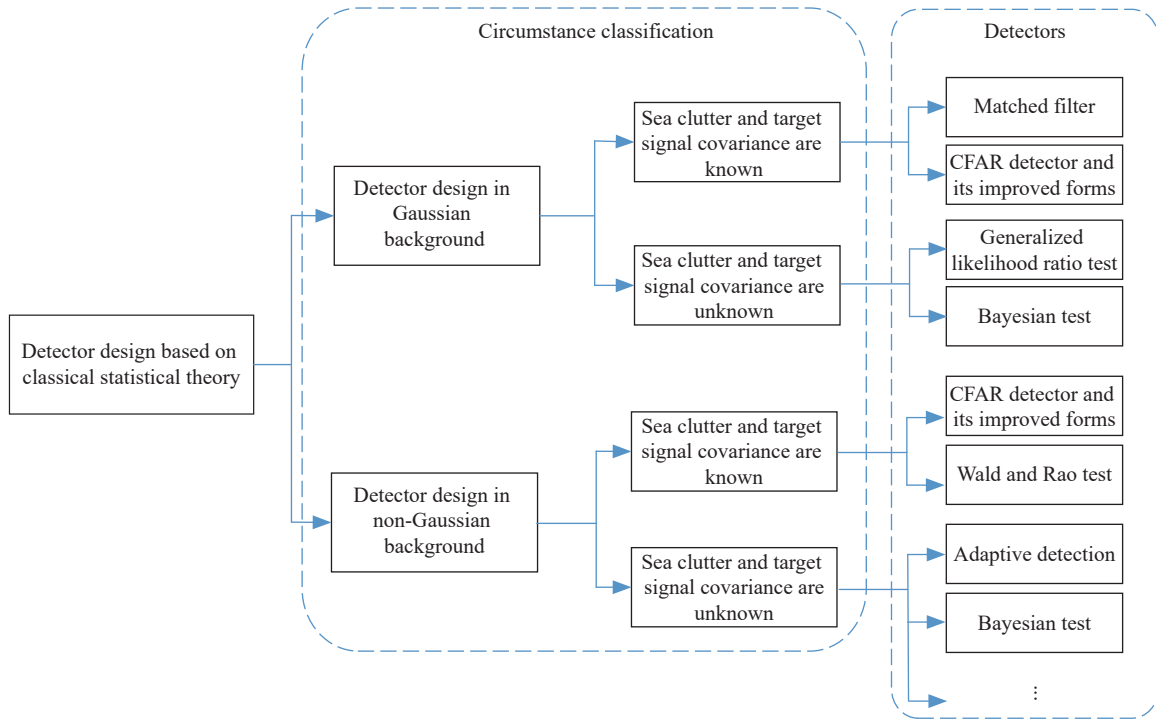 Circumstance classification
Detectors
Detector design based on
classical statistical theory
Detector design in
Gaussian
background
Detector design in
non-Gaussian
background
Sea clutter and target
signal covariance are
known
Sea clutter and target
signal covariance are
unknown
Sea clutter and target
signal covariance are
known
Sea clutter and target
signal covariance are
unknown
Matched filter
CFAR detector and
its improved forms
Generalized
likelihood ratio test
Bayesian test
CFAR detector and
its improved forms
Wald and Rao test
Adaptive detection
Bayesian test
⋮